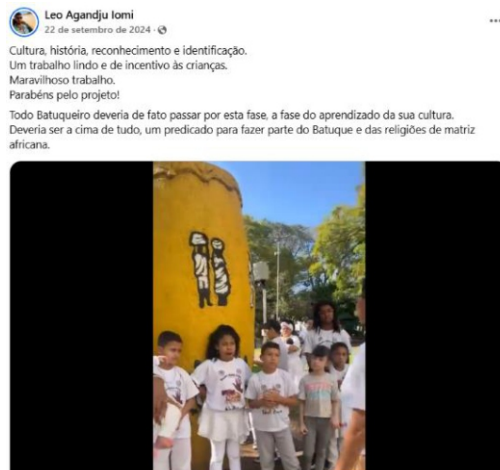 Leo Agandju Iomi
22 de setembro de 2024 ·
Cultura, história, reconhecimento e identificação.
Um trabalho lindo e de incentivo às crianças.
Maravilhoso trabalho.
Parabéns pelo projeto!
Todo Batuqueiro deveria de fato passar por esta fase, a fase do aprendizado da sua cultura.
Deveria ser a cima de tudo, um predicado para fazer parte do Batuque e das religiões de matriz
africana.